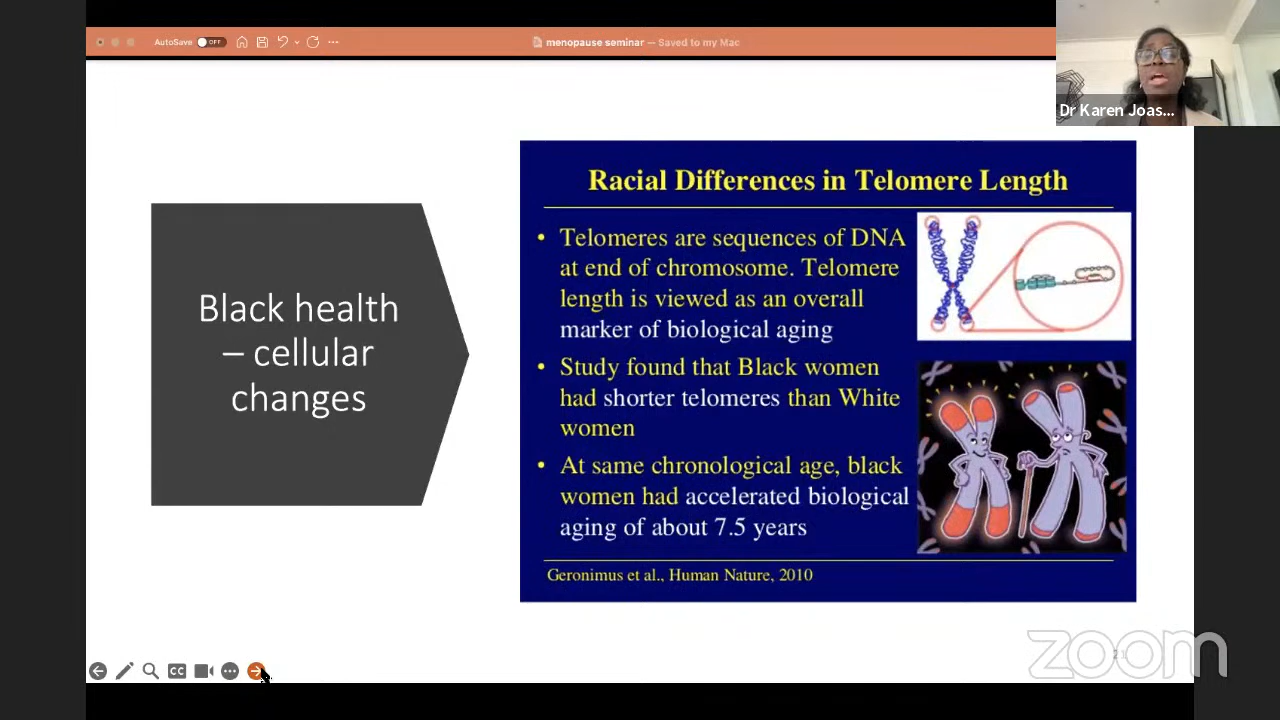 AutoSave OFF
menopause seminar — Saved to my Mac
Dr Karen Joas...
Black health
– cellular
changes
Racial Differences in Telomere Length
• Telomeres are sequences of DNA
at end of chromosome. Telomere
length is viewed as an overall
marker of biological aging
• Study found that Black women
had shorter telomeres than White
women
• At same chronological age, black
women had accelerated biological
aging of about 7.5 years
Geronimus et al., Human Nature, 2010
CC
zoom